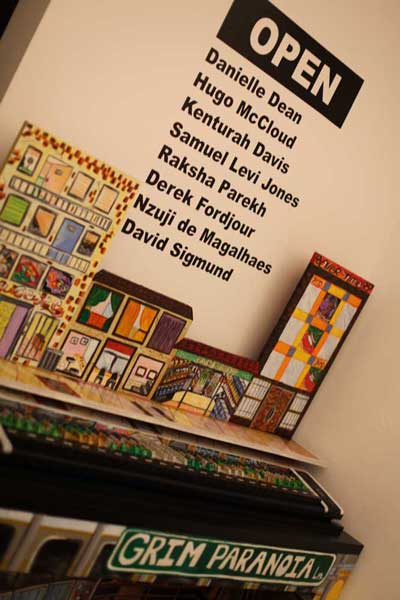 OPEN
Danielle Dean
Hugo McCloud
Kenturah Davis
Samuel Levi Jones
Raksha Parekh
Derek Fordjour
Nzuji de Magalhaes
David Sigmund
GRIM PARANOIA Ln